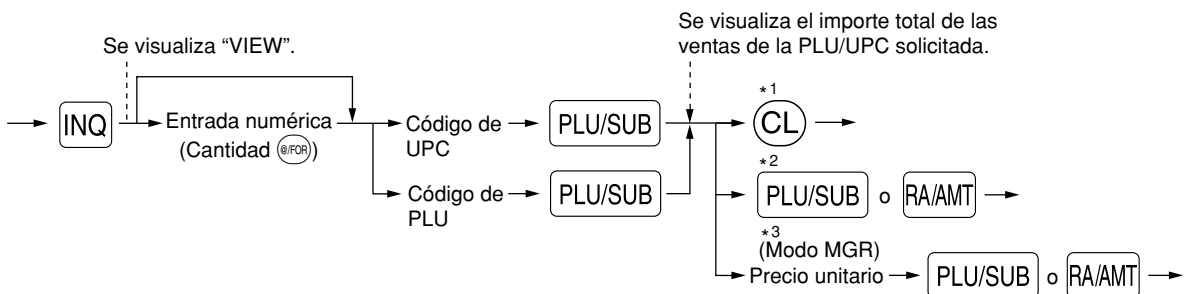 Se visualiza “VIEW”.
Se visualiza el importe total de las
ventas de la PLU/UPC solicitada.
INQ
Entrada numérica
(Cantidad @/FOR)
Código de
UPC
PLU/SUB
Código de
PLU
PLU/SUB
*1
CL
*2
PLU/SUB o RA/AMT
*3
(Modo MGR)
Precio unitario PLU/SUB o RA/AMT